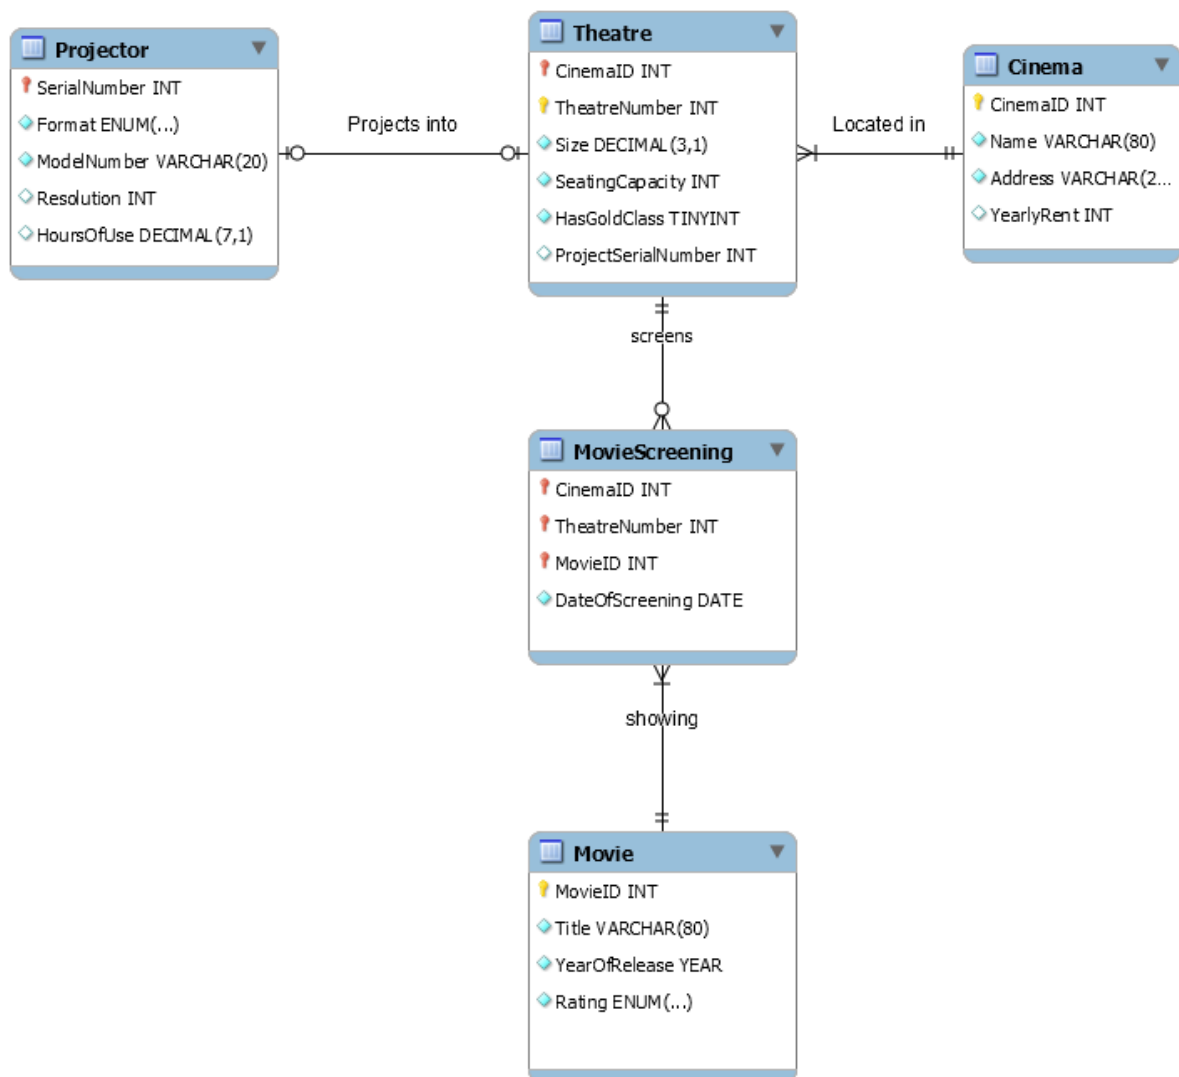 Projector
SerialNumber INT
Format ENUM(...)
ModelNumber VARCHAR(20)
Resolution INT
HoursOfUse DECIMAL(7,1)
Projects into
Theatre
CinemaID INT
TheatreNumber INT
Size DECIMAL(3,1)
SeatingCapacity INT
HasGoldClass TINYINT
ProjectSerialNumber INT
Located in
Cinema
CinemaID INT
Name VARCHAR(80)
Address VARCHAR(2...
YearlyRent INT
screens
MovieScreening
CinemaID INT
TheatreNumber INT
MovieID INT
DateOfScreening DATE
showing
Movie
MovieID INT
Title VARCHAR(80)
YearOfRelease YEAR
Rating ENUM(...)